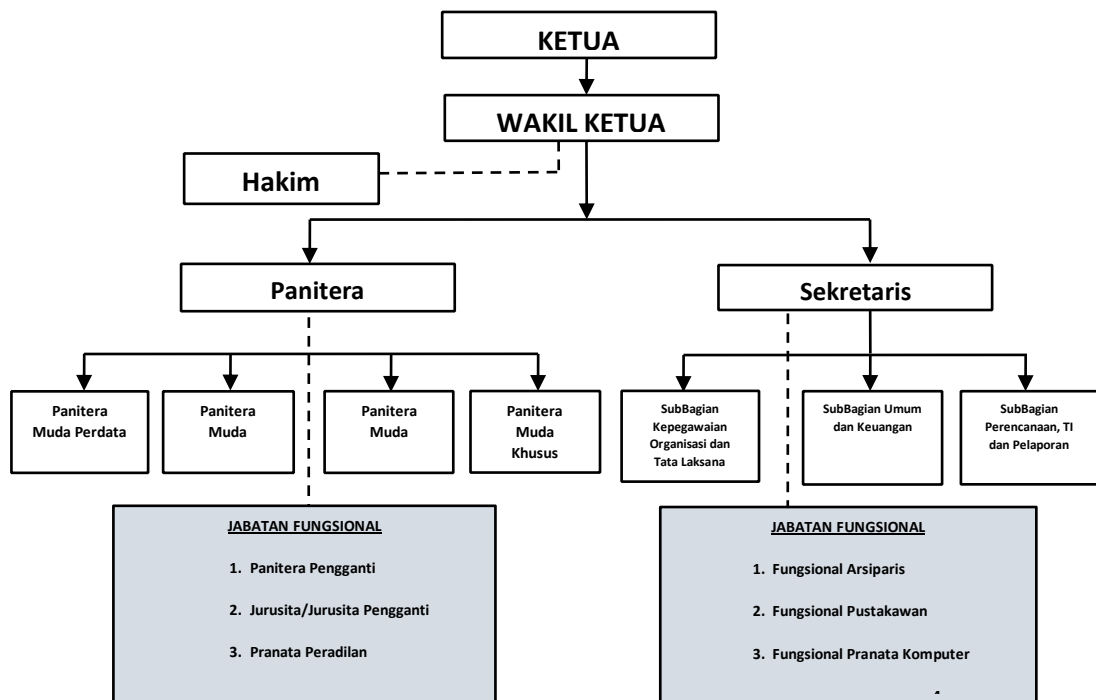 KETUA
WAKIL KETUA
Hakim
Panitera
Sekretaris
Panitera
Muda Perdata
Panitera
Muda
Panitera
Muda
Panitera
Muda
Khusus
SubBagian
Kepegawaian
Organisasi dan
Tata Laksana
SubBagian Umum
dan Keuangan
SubBagian
Perencanaan, TI
dan Pelaporan
JABATAN FUNGSIONAL
1. Panitera Pengganti
2. Jurusita/Jurusita Pengganti
3. Pranata Peradilan
JABATAN FUNGSIONAL
1. Fungsional Arsiparis
2. Fungsional Pustakawan
3. Fungsional Pranata Komputer